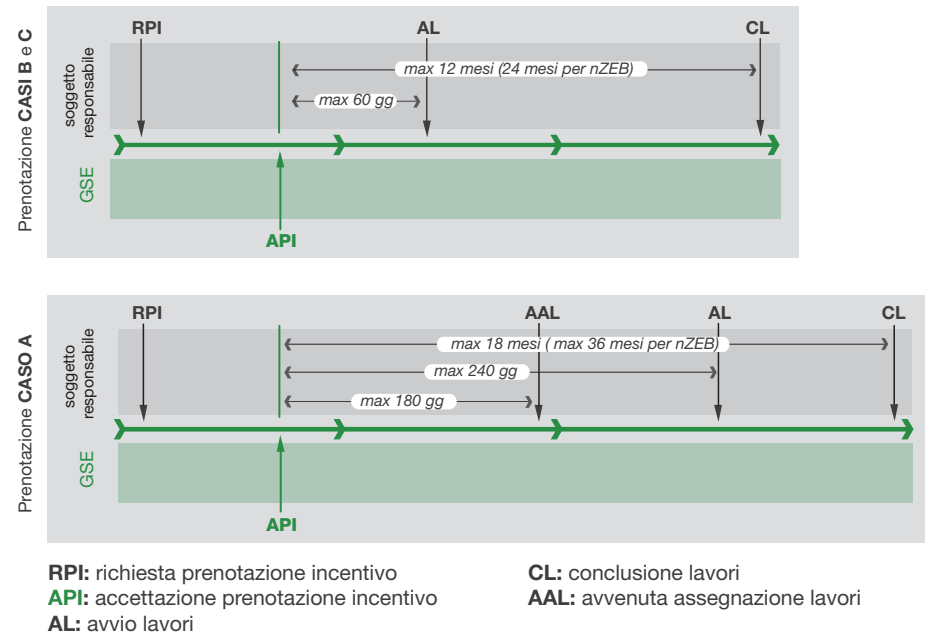 Prenotazione CASI B e C
RPI
AL
CL
soggetto
responsabile
max 12 mesi (24 mesi per nZEB)
max 60 gg
GSE
API
Prenotazione CASO A
RPI
AAL
AL
CL
soggetto
responsabile
max 18 mesi ( max 36 mesi per nZEB)
max 240 gg
max 180 gg
GSE
API
RPI: richiesta prenotazione incentivo
API: accettazione prenotazione incentivo
AL: avvio lavori
CL: conclusione lavori
AAL: avvenuta assegnazione lavori